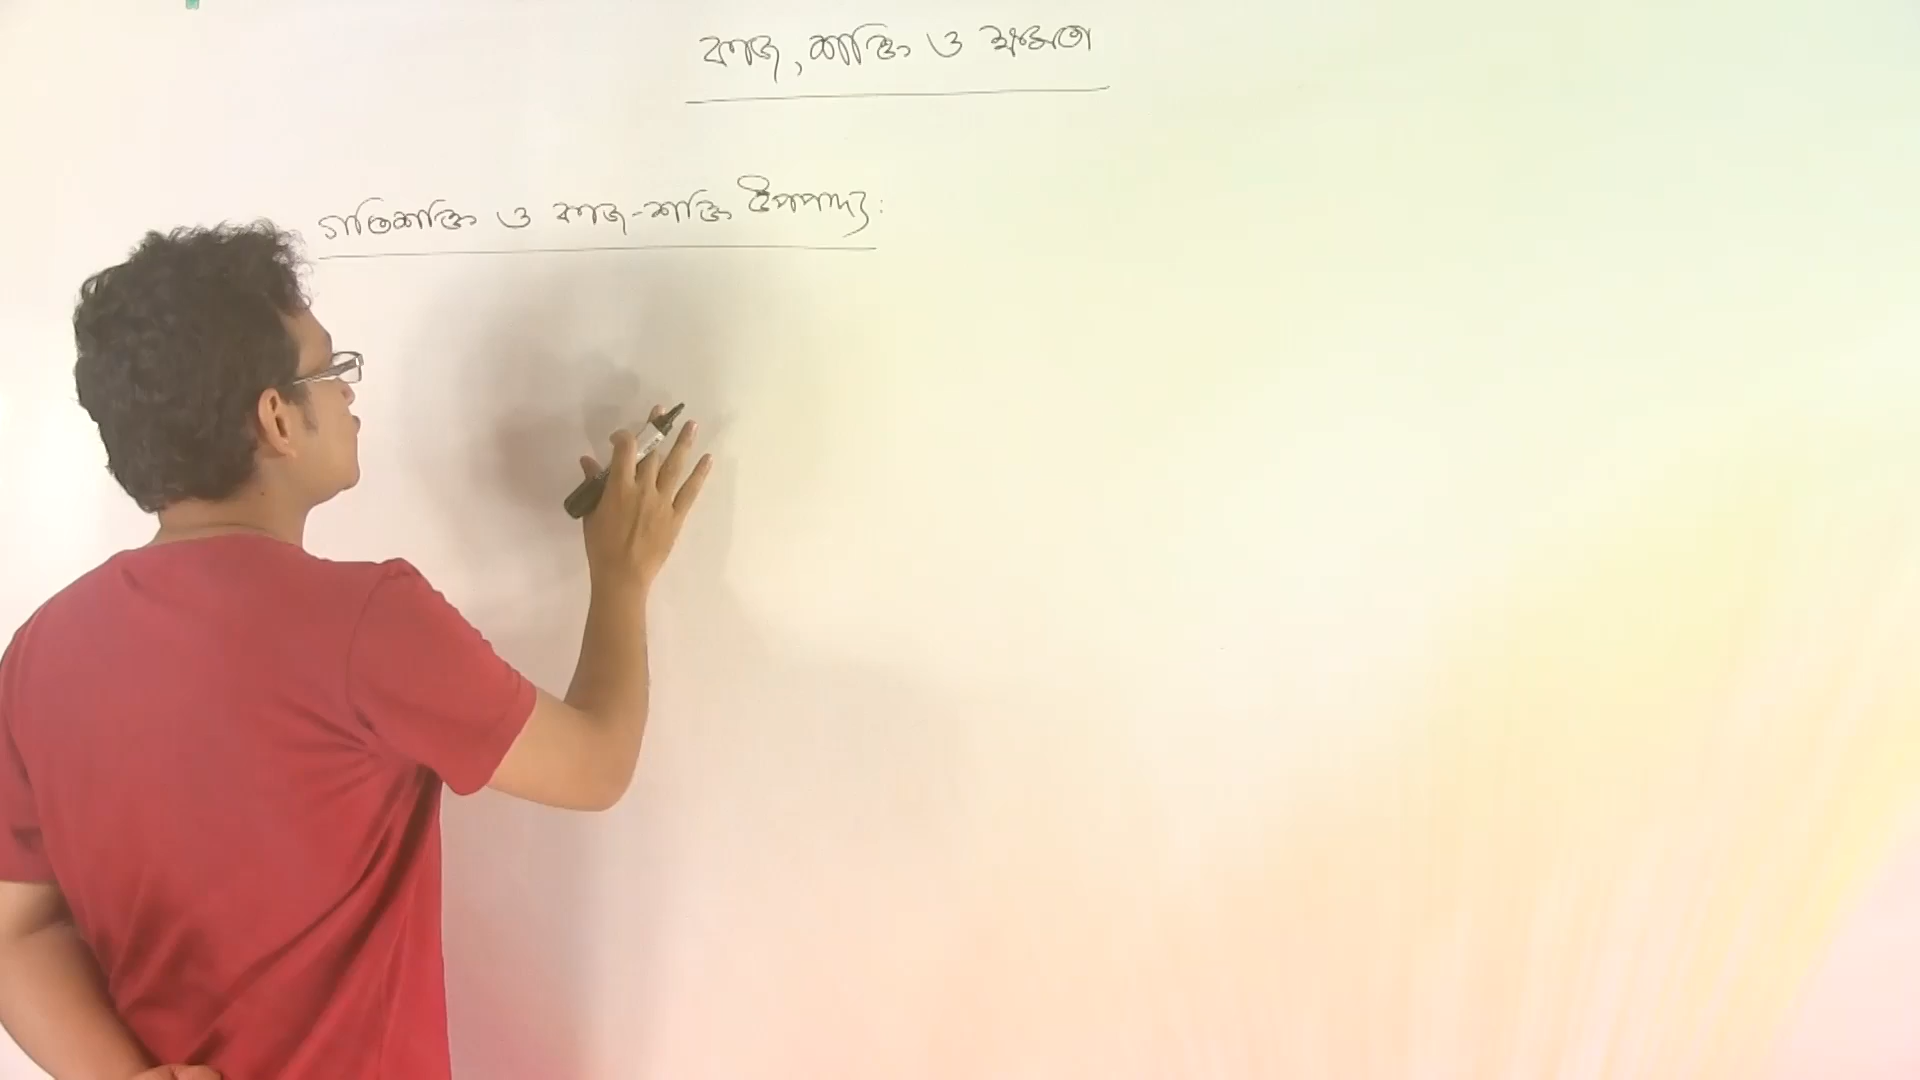 কাজ, শক্তি ও ক্ষমতা
গতিশক্তি ও কাজ-শক্তি উপপাদ্য: